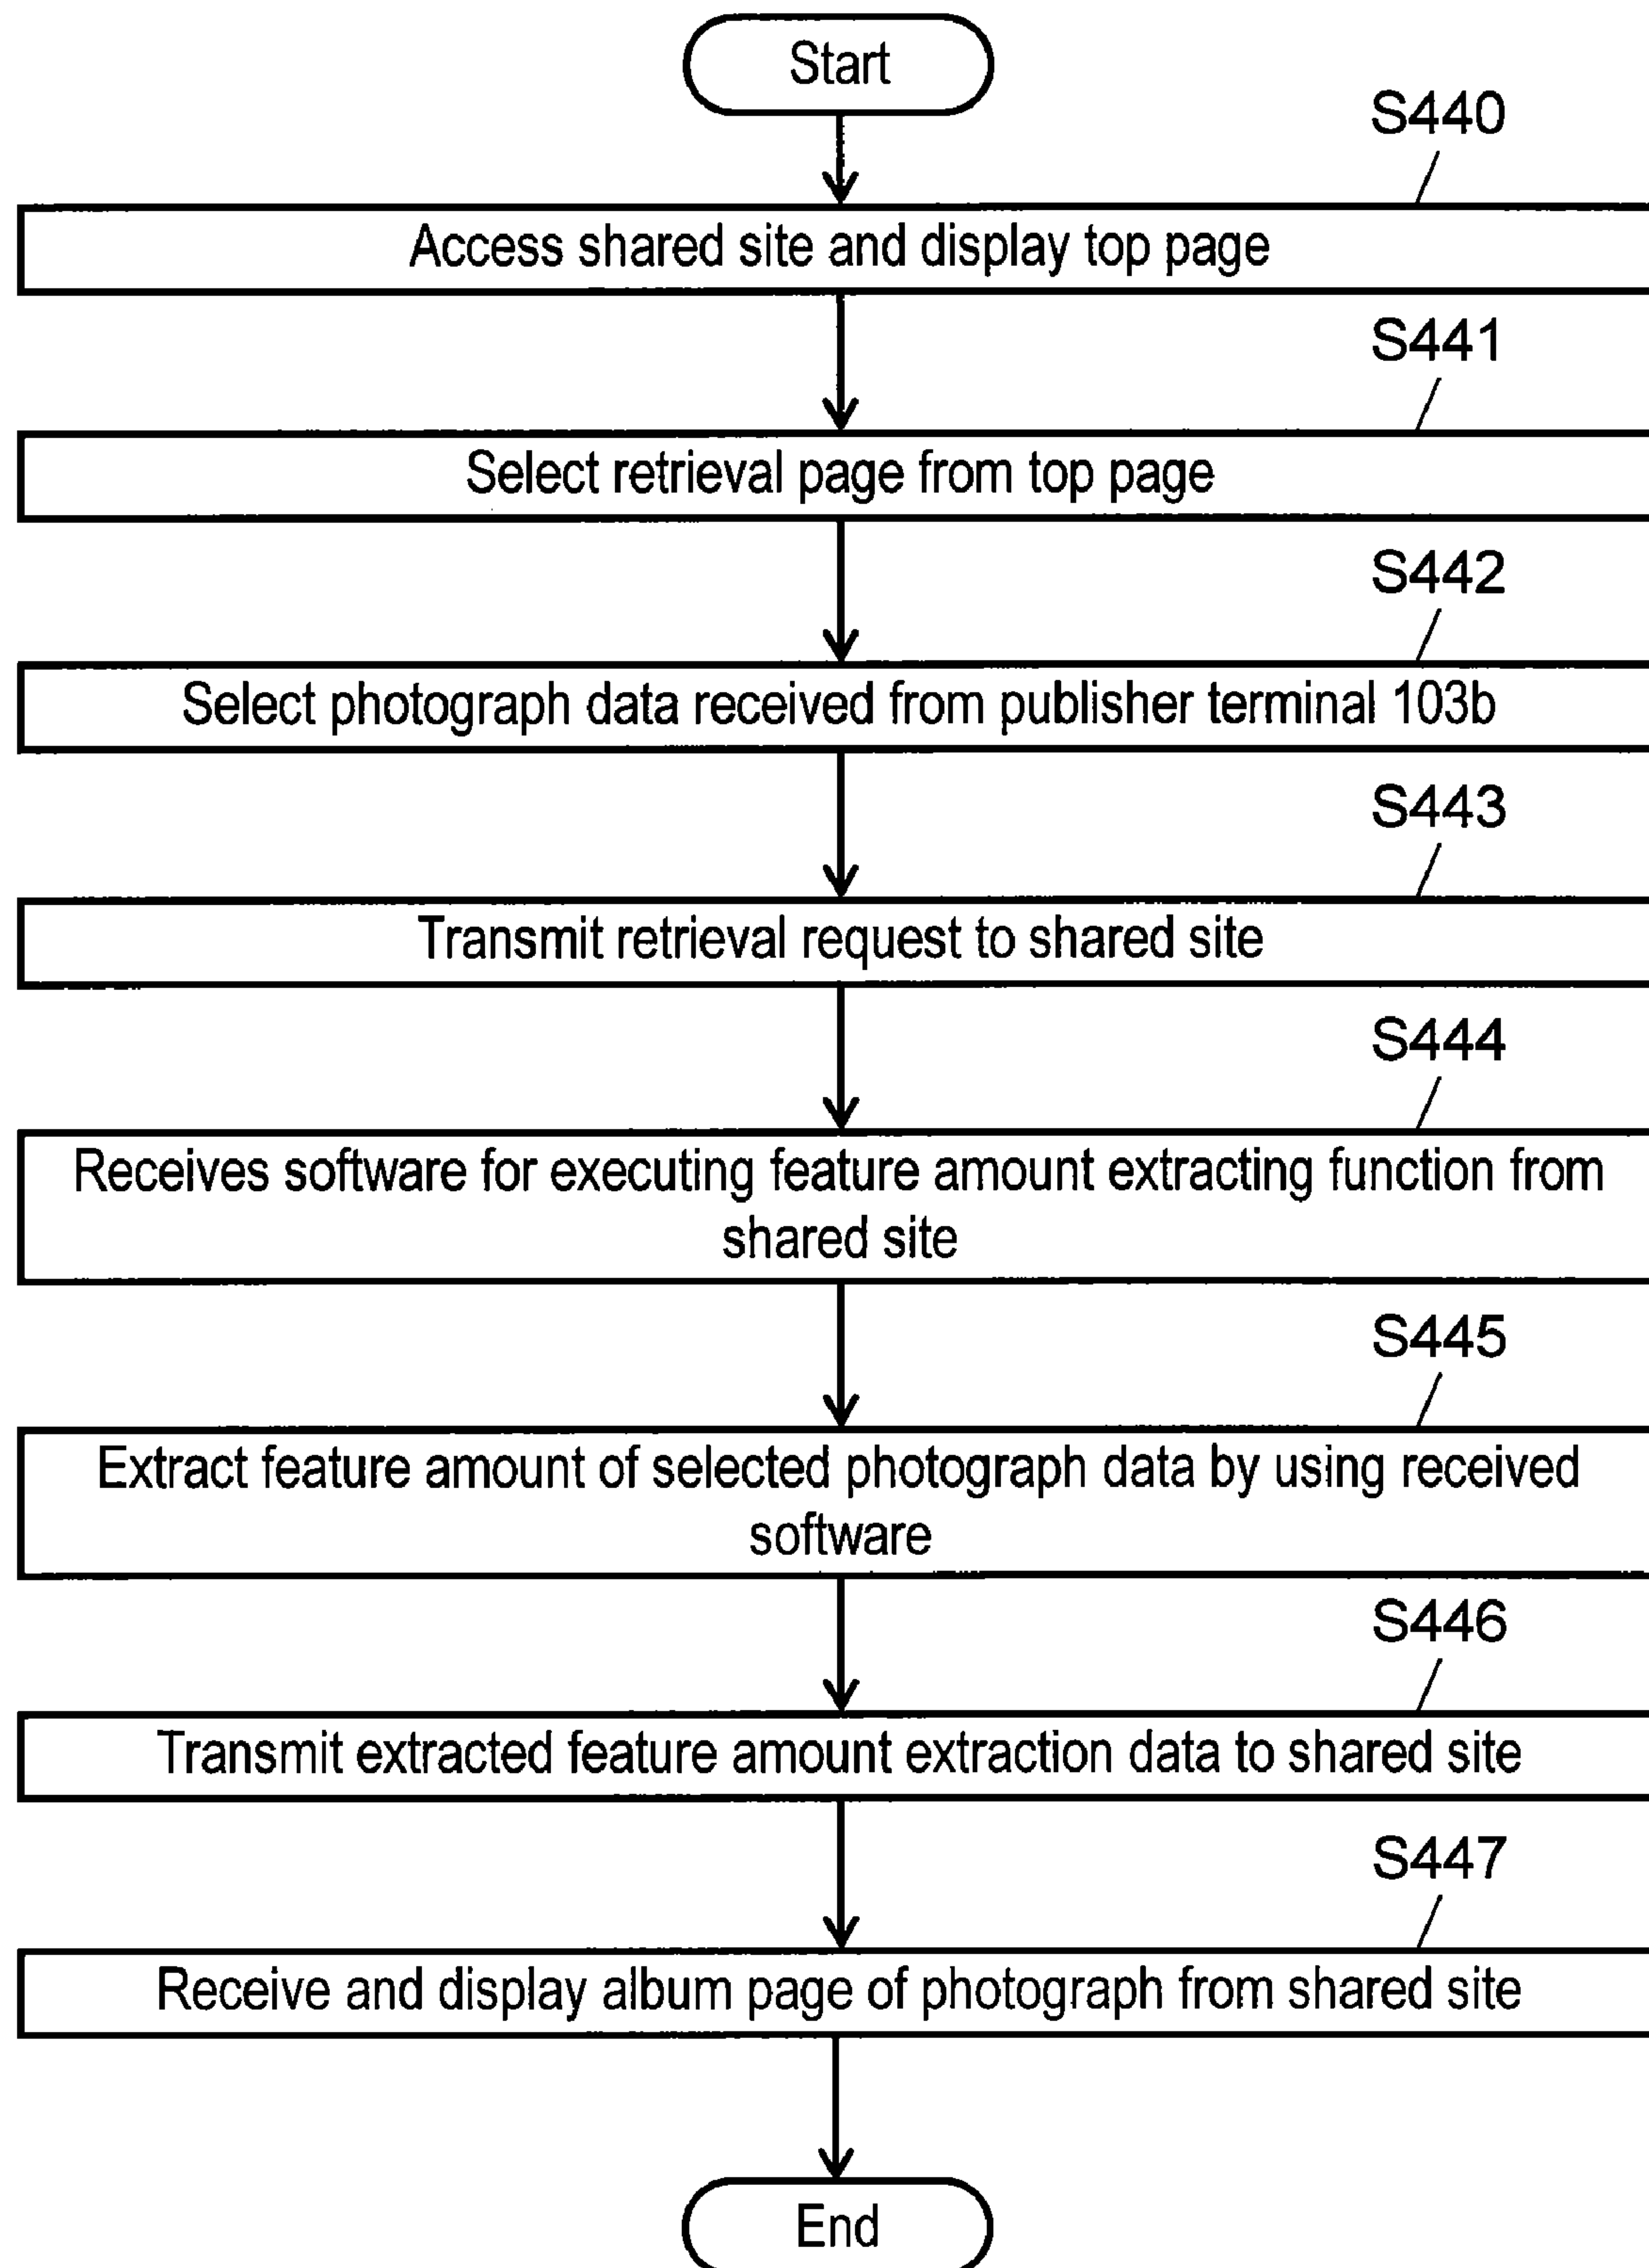 Start
S440
Access shared site and display top page
S441
Select retrieval page from top page
S442
Select photograph data received from publisher terminal 103b
S443
Transmit retrieval request to shared site
S444
Receives software for executing feature amount extracting function from
shared site
S445
Extract feature amount of selected photograph data by using received
software
S446
Transmit extracted feature amount extraction data to shared site
S447
Receive and display album page of photograph from shared site
End